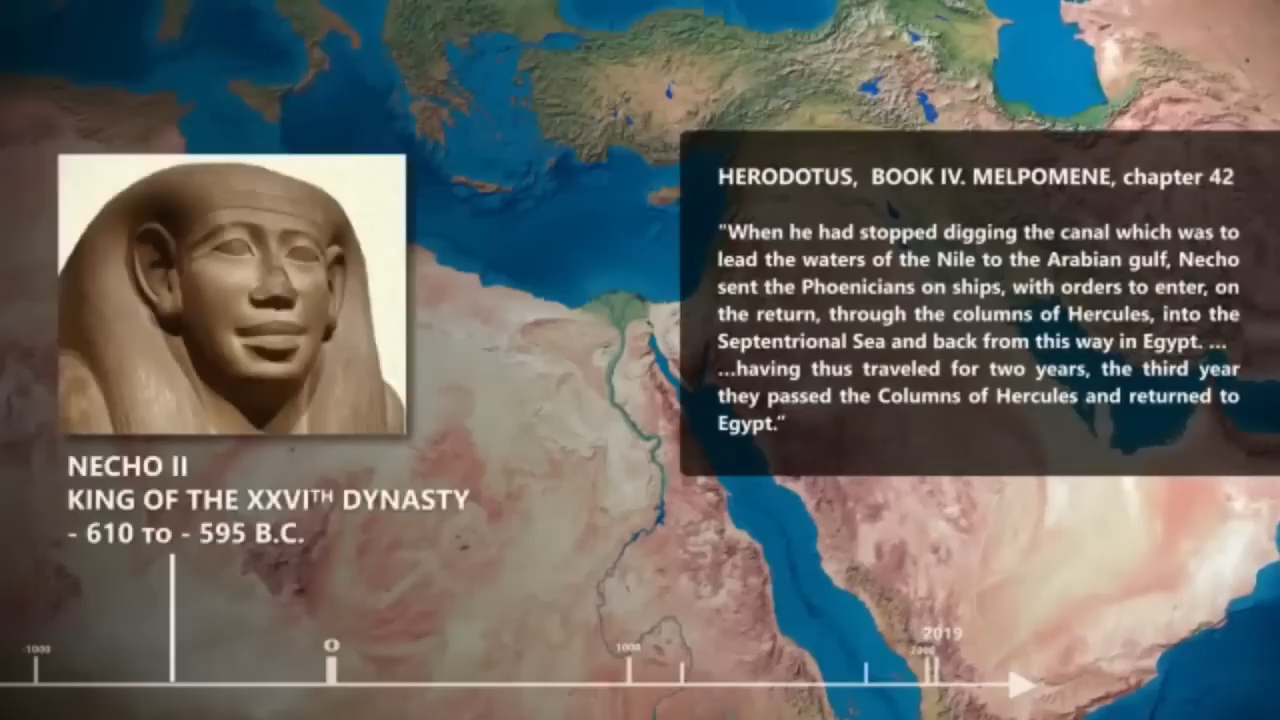 HERODOTUS, BOOK IV. MELPOMENE, chapter 42
"When he had stopped digging the canal which was to
lead the waters of the Nile to the Arabian gulf, Necho
sent the Phoenicians on ships, with orders to enter, on
the return, through the columns of Hercules, into the
Septentrional Sea and back from this way in Egypt. ...
...having thus traveled for two years, the third year
they passed the Columns of Hercules and returned to
Egypt."
NECHO II
KING OF THE XXVITH DYNASTY
- 610 TO - 595 B.C.
-1000
0
1000
2000
2019